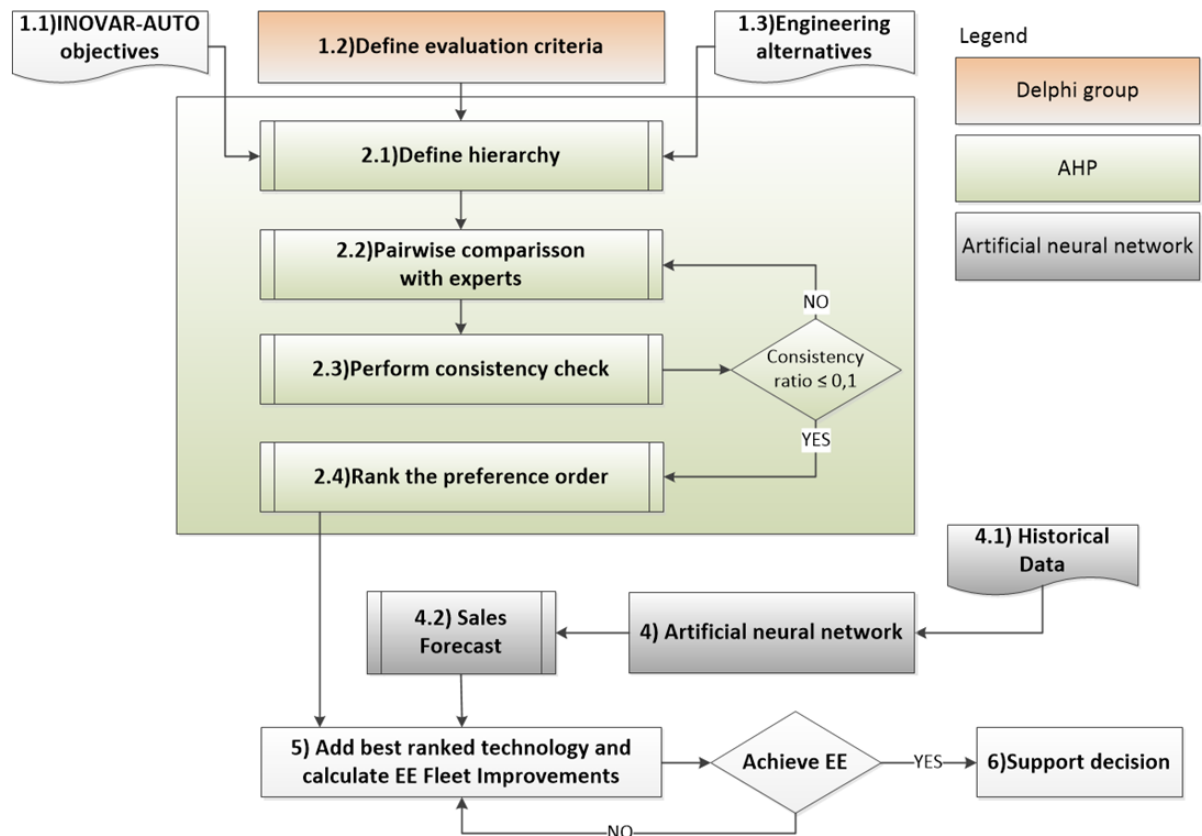 1.1)INOVAR-AUTO
objectives
1.2)Define evaluation criteria
1.3)Engineering
alternatives
Legend
Delphi group
AHP
Artificial neural network
2.1)Define hierarchy
2.2)Pairwise comparisson
with experts
NO
2.3)Perform consistency check
Consistency
ratio ≤ 0,1
YES
2.4)Rank the preference order
4.1) Historical
Data
4.2) Sales
Forecast
4) Artificial neural network
5) Add best ranked technology and
calculate EE Fleet Improvements
Achieve EE
YES
6)Support decision
NO